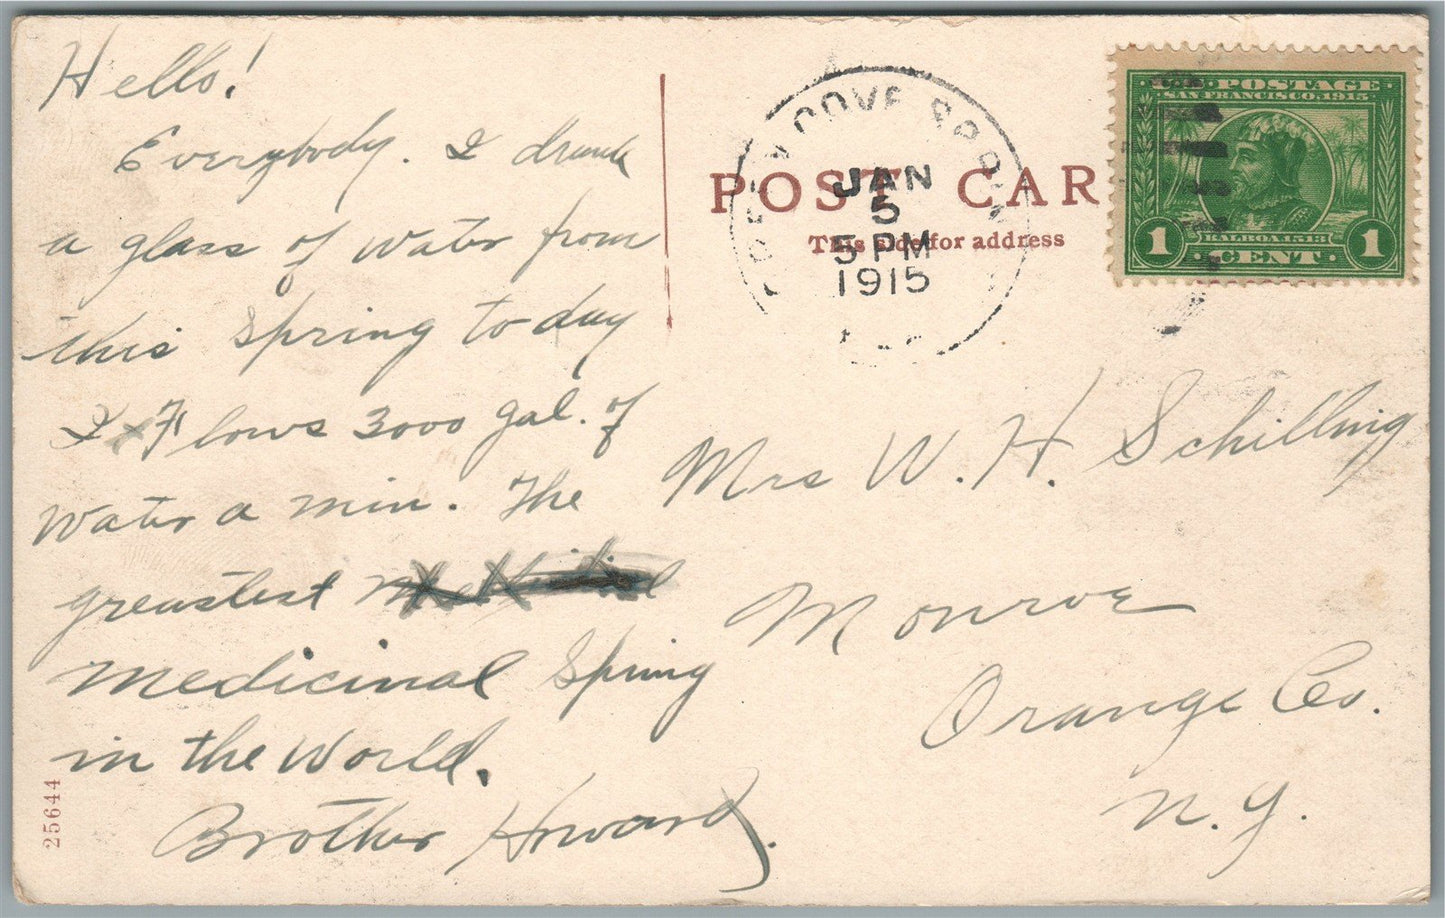 Hello!
Everybody. I drank
a glass of water from
this spring to day
I Flows 3000 gal. of
water a min. The
greastest
medicinal spring
in the world.
Brother Howard.
25644
POST CAR
This side for address
JAN
5
5 PM
1915
U.S. POSTAGE
SAN FRANCISCO, 1915
BALBOA, 1513
1 CENT 1
Mrs W. H. Schilling
Monroe
Orange Co.
N. Y.